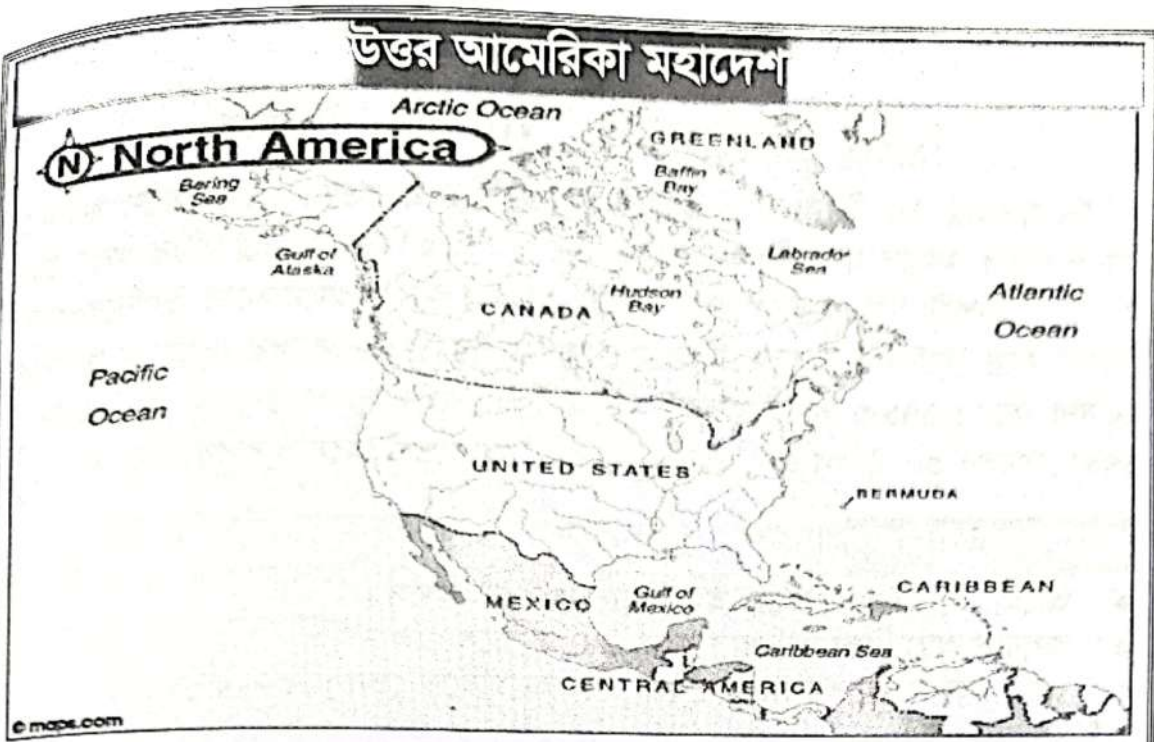 উত্তর আমেরিকা মহাদেশ
Arctic Ocean
N North America
GREENLAND
Baffin
Bay
Bering
Sea
Gulf of
Alaska
Labrador
Sea
Hudson
Bay
CANADA
Atlantic
Ocean
Pacific
Ocean
UNITED STATES
BERMUDA
CARIBBEAN
MEXICO
Gulf of
Mexico
Caribbean Sea
CENTRAL AMERICA
© maps.com